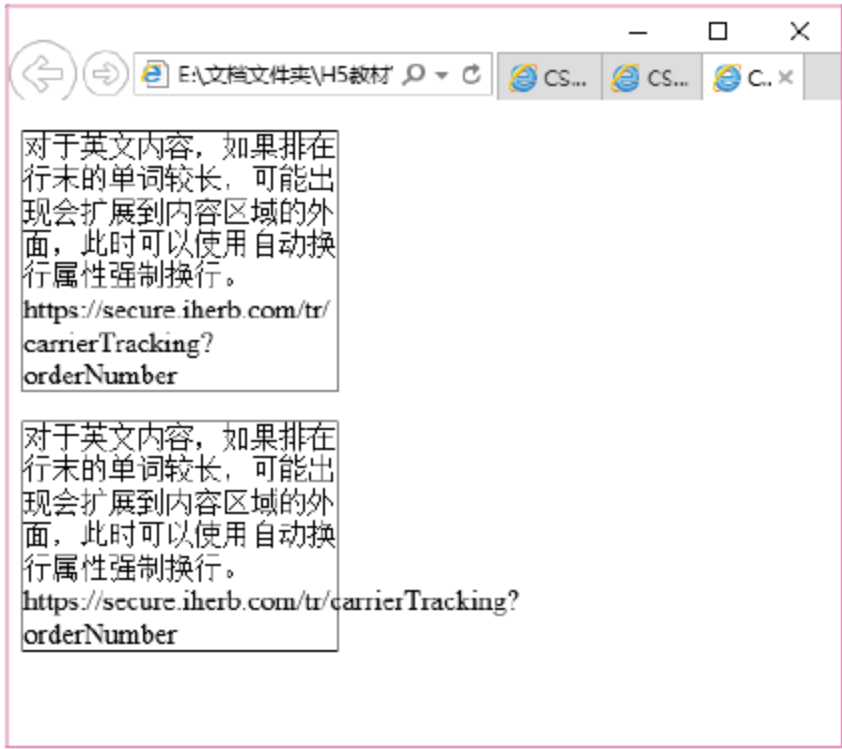 E:\文档文件夹\H5教材
CS...
CS...
C..
对于英文内容，如果排在
行末的单词较长，可能出
现会扩展到内容区域的外
面，此时可以使用自动换
行属性强制换行。
https://secure.iherb.com/tr/
carrierTracking?
orderNumber
对于英文内容，如果排在
行末的单词较长，可能出
现会扩展到内容区域的外
面，此时可以使用自动换
行属性强制换行。
https://secure.iherb.com/tr/carrierTracking?
orderNumber